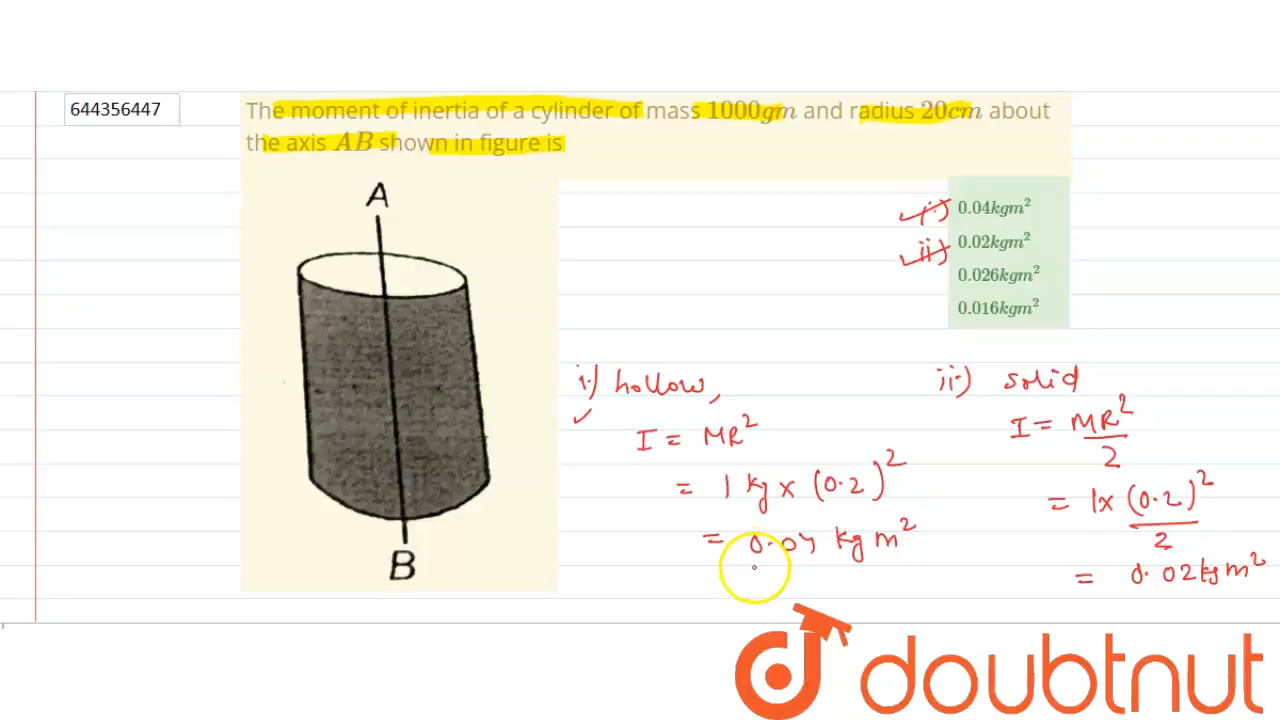 644356447
The moment of inertia of a cylinder of mass 1000gm and radius 20cm about
the axis AB shown in figure is
A
B
i) 0.04kgm²
ii) 0.02kgm²
0.026kgm²
0.016kgm²
i.) hollow,
I = MR²
= 1 kg x (0.2)²
= 0.04 kg m²
ii.) solid
I = MR²/2
= 1x (0.2)²/2
= 0.02 kg m²
doubtnut